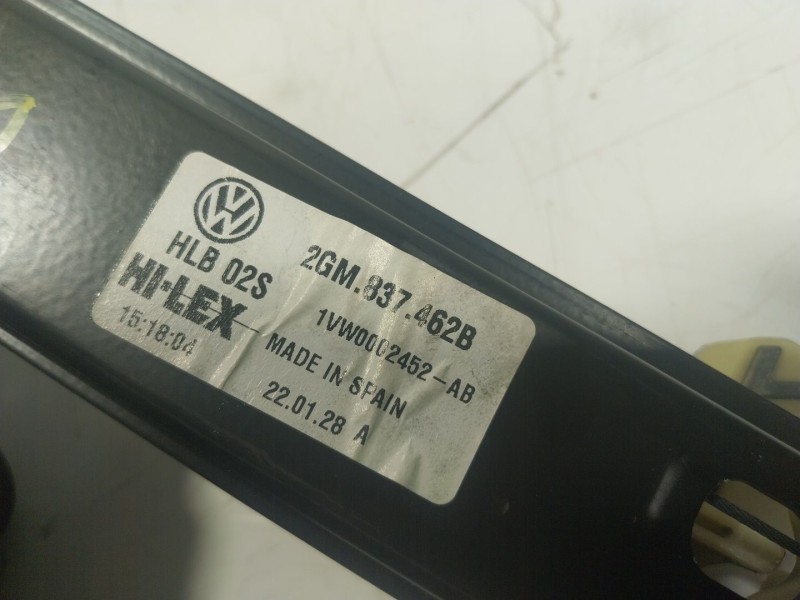 2GM.837.462B
HLB 02S
1VW0002452-AB
HI-LEX
MADE IN SPAIN
15:18:04
22.01.28 A